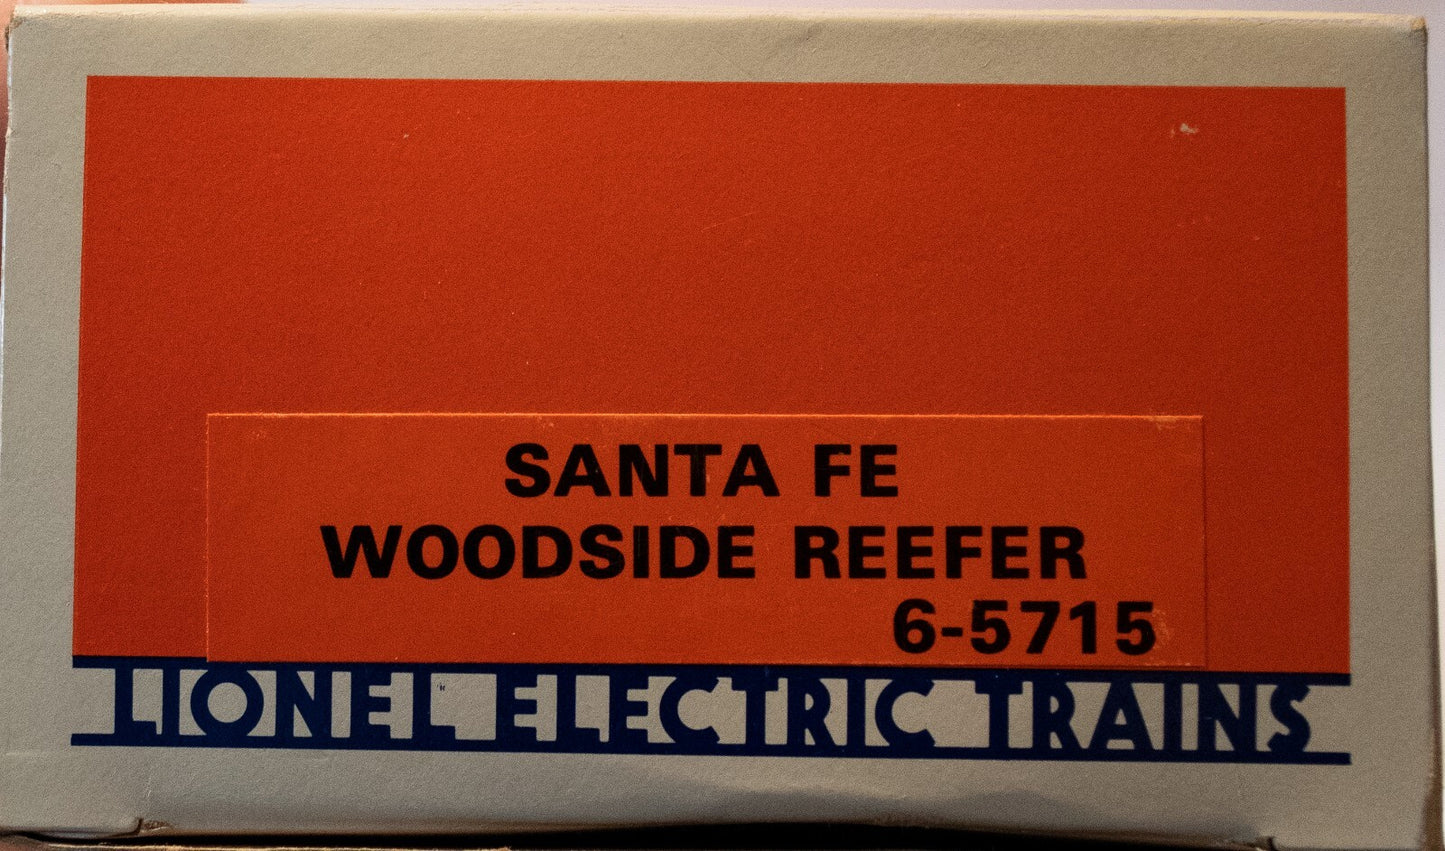 SANTA FE
WOODSIDE REEFER
6-5715
LIONEL ELECTRIC TRAINS